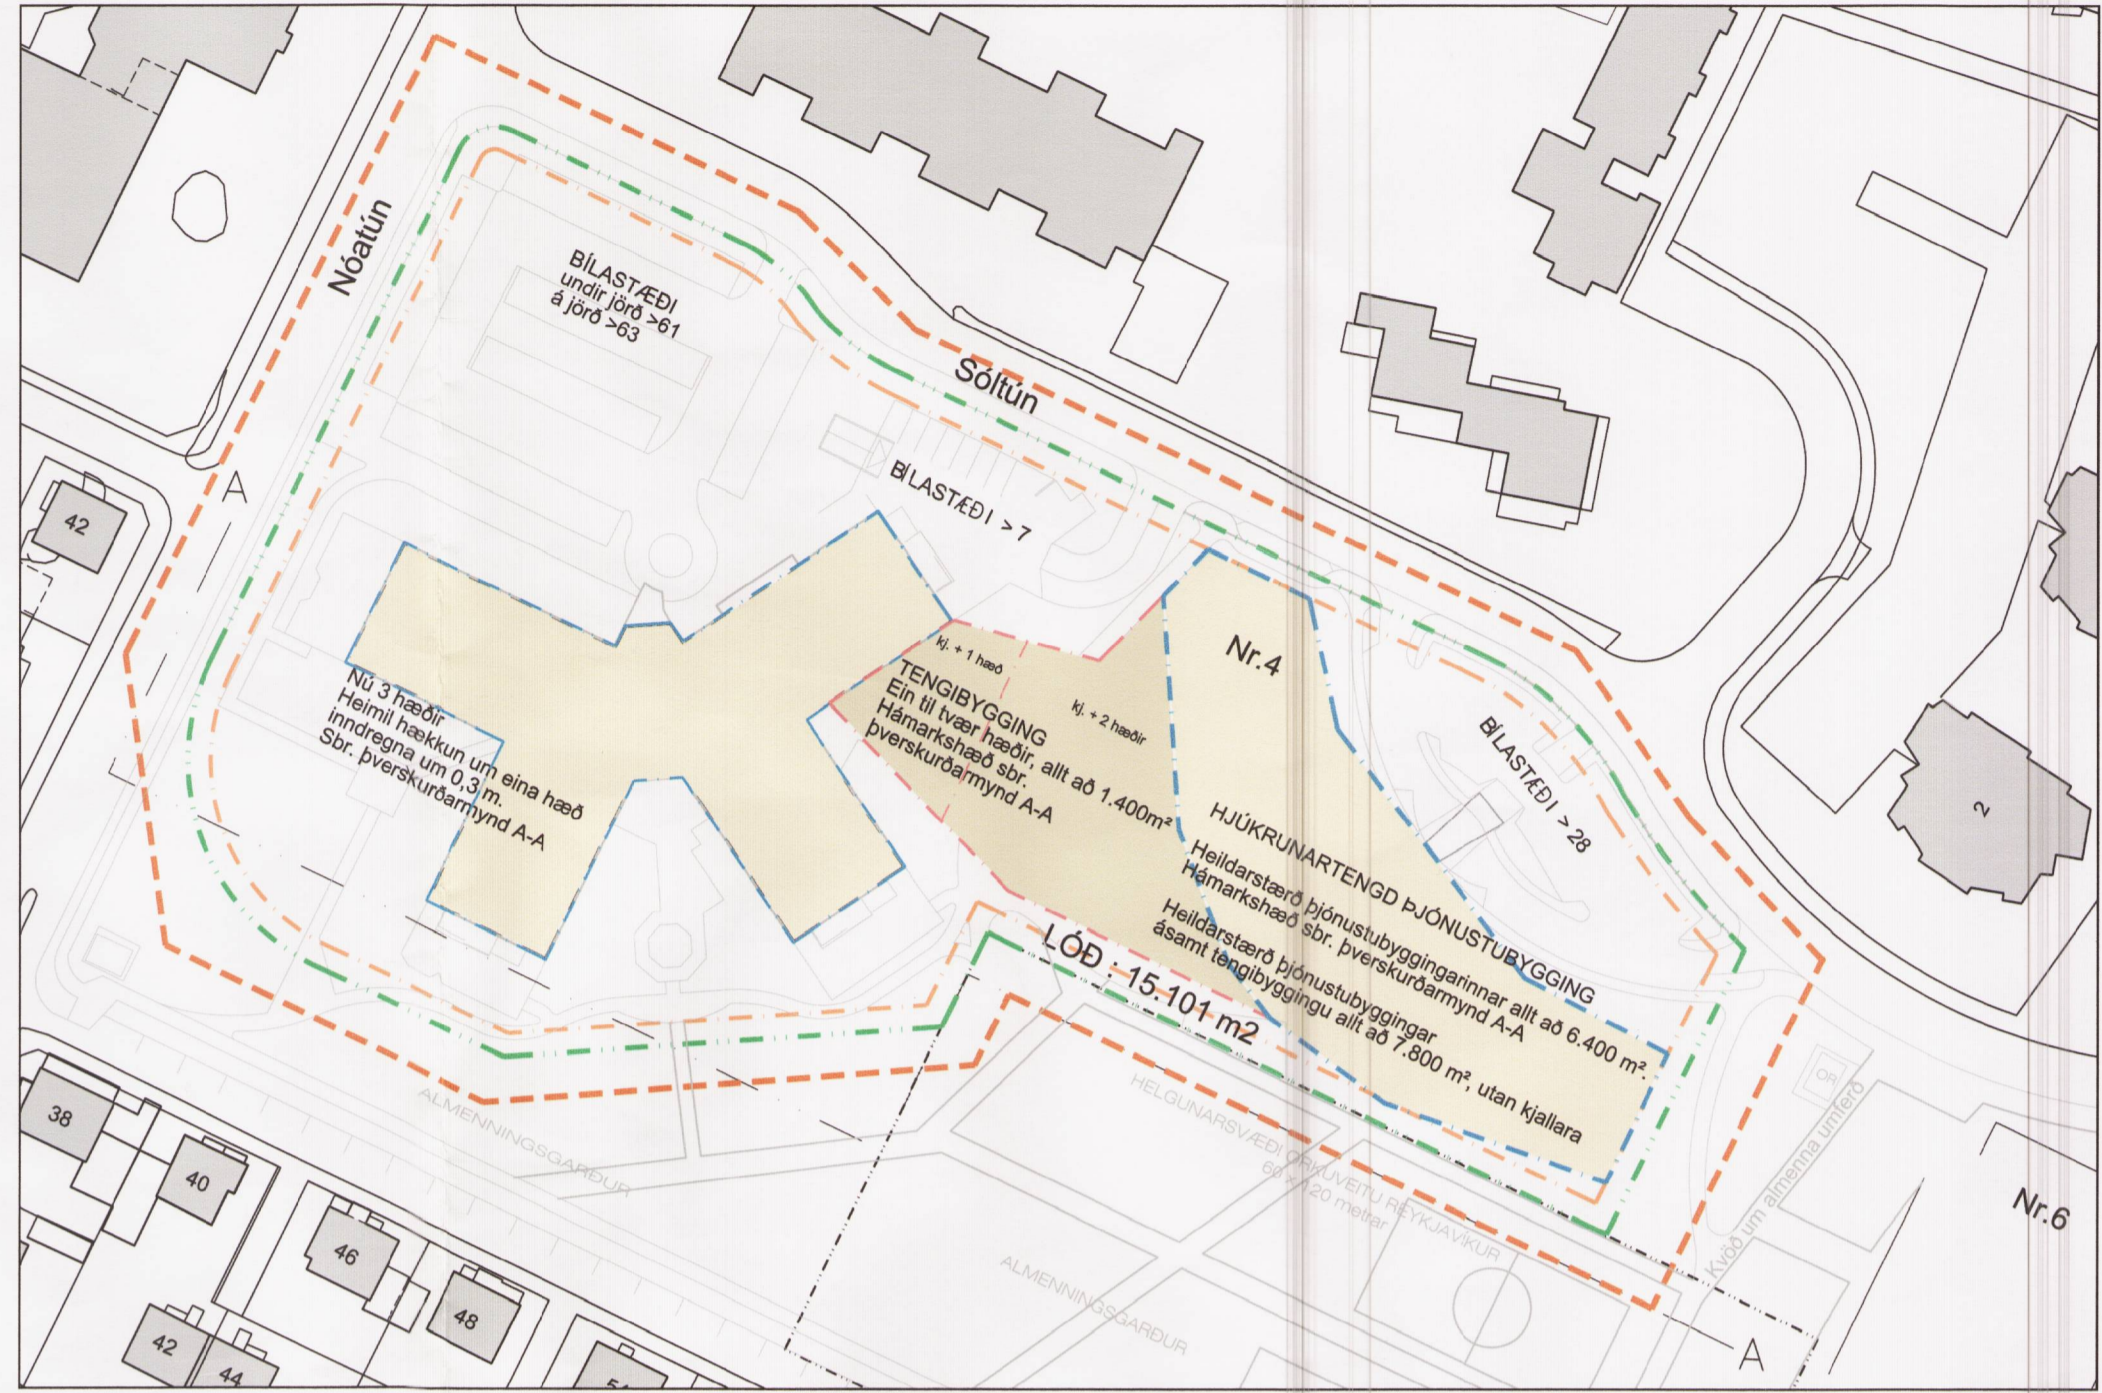 Nóatún
BÍLASTÆÐI
undir jörð >61
á jörð >63
Sóltún
A
42
BÍLASTÆÐI > 7
kj. + 1 hæð
kj. + 2 hæðir
TENGIBYGGING
Ein til tvær hæðir, allt að 1.400m²
Hámarkshæð sbr.
þverskurðarmynd A-A
Nr.4
BÍLASTÆÐI > 28
2
Nú 3 hæðir
Heimil hækkun um eina hæð
inndregna um 0,3 m.
Sbr. þverskurðarmynd A-A
HJÚKRUNARTENGD ÞJÓNUSTUBYGGING
Heildarstærð þjónustubyggingarinnar allt að 6.400 m².
Hámarkshæð sbr. þverskurðarmynd A-A
Heildarstærð þjónustubyggingar
ásamt tengibyggingu allt að 7.800 m², utan kjallara
LÓÐ : 15.101 m2
ALMENNINGSGARÐUR
HELGUNARSVÆÐI ORKUVEITU REYKJAVÍKUR
60 x 120 metrar
ALMENNINGSGARÐUR
OR
Kvöð um almenna umferð
Nr.6
A
38
40
46
48
42
44